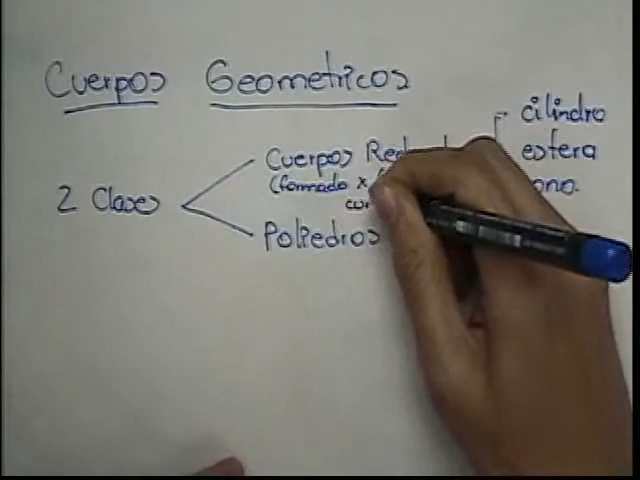 Cuerpos Geometricos
2 Clases
Cuerpos
(formado x
Poliedros
cilindro
esfera